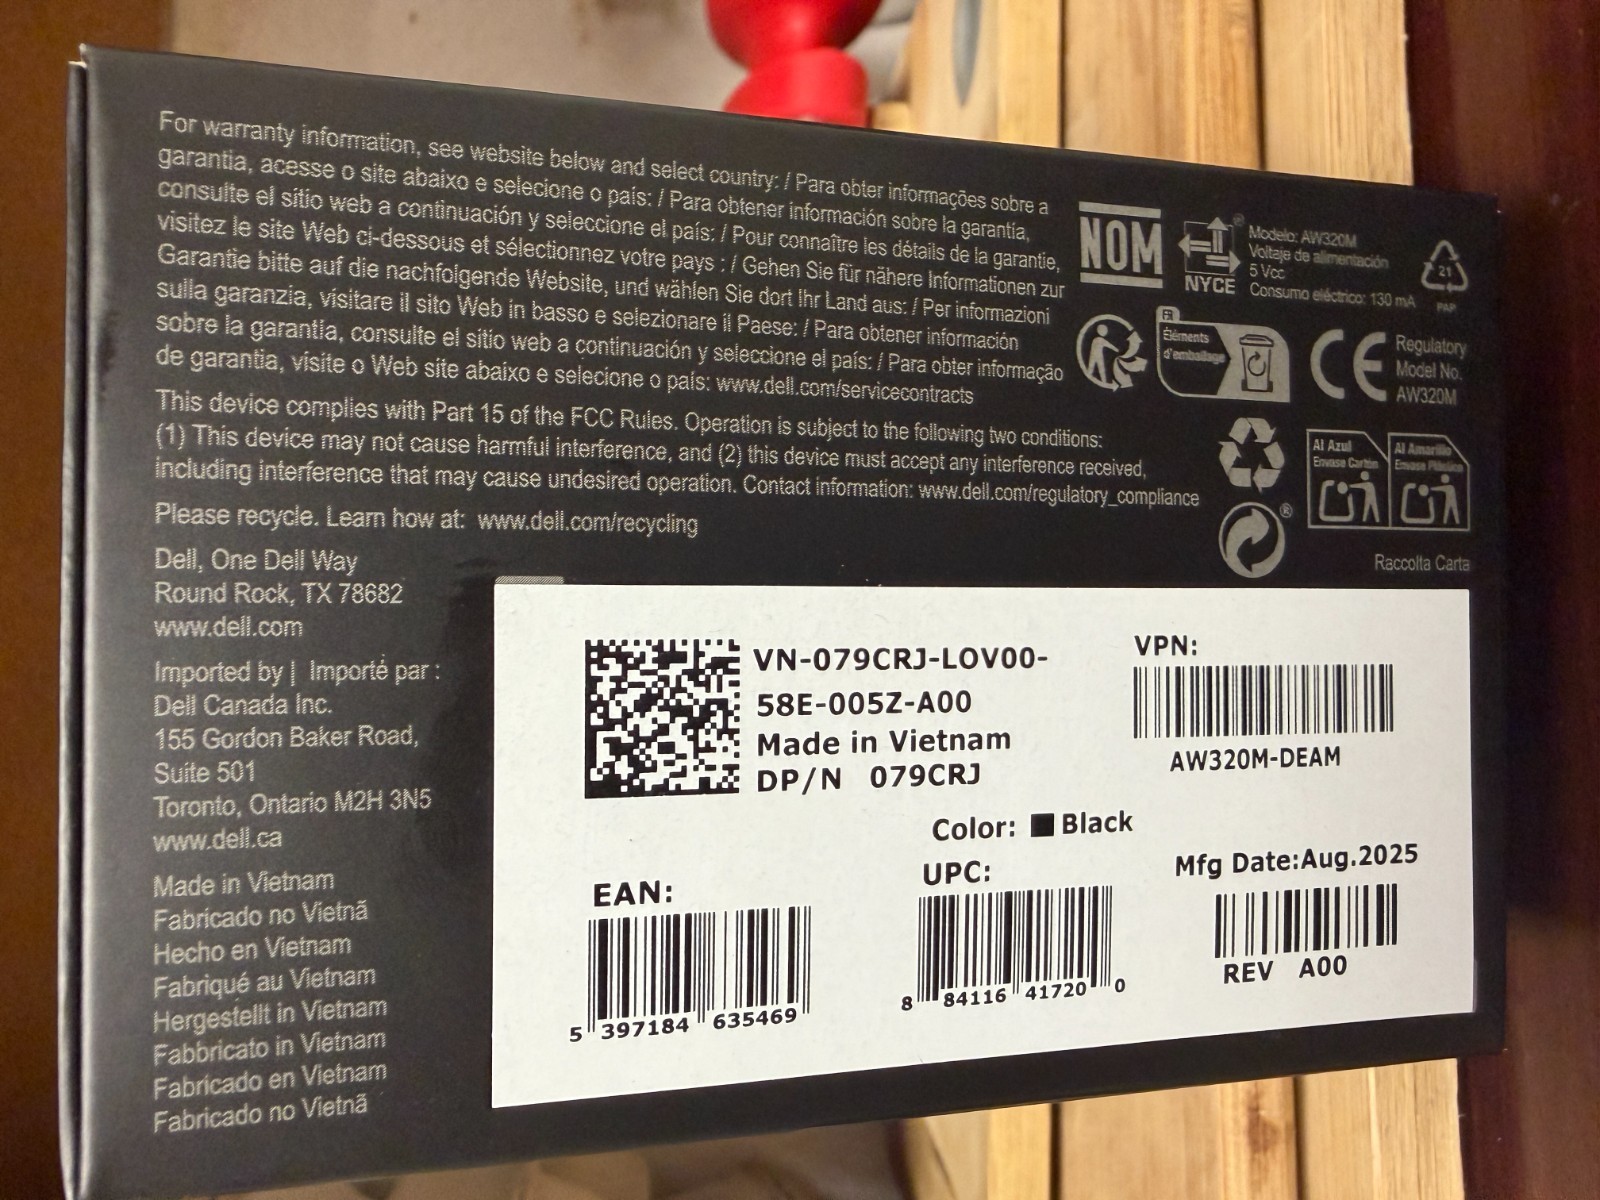 For warranty information, see website below and select country: / Para obter informações sobre a
garantia, acesse o site abaixo e selecione o país: / Para obtener información sobre la garantía,
consulte el sítio web a continuación y seleccione el país: / Pour connaître les détails de la garantie,
visitez le site Web ci-dessous et sélectionnez votre pays : / Gehen Sie für nähere Informationen zur
Garantie bitte auf die nachfolgende Website, und wählen Sie dort Ihr Land aus: / Per informazioni
sulla garanzia, visitare il sito Web in basso e selezionare il Paese: / Para obtener información
sobre la garantía, consulte el sitio web a continuación y seleccione el país: / Para obter informação
de garantia, visite o Web site abaixo e selecione o país: www.dell.com/servicecontracts
This device complies with Part 15 of the FCC Rules. Operation is subject to the following two conditions:
(1) This device may not cause harmful interference, and (2) this device must accept any interference received,
including interference that may cause undesired operation. Contact information: www.dell.com/regulatory_compliance
Please recycle. Learn how at: www.dell.com/recycling
Dell, One Dell Way
Round Rock, TX 78682
www.dell.com
Imported by | Importé par :
Dell Canada Inc.
155 Gordon Baker Road,
Suite 501
Toronto, Ontario M2H 3N5
www.dell.ca
Made in Vietnam
Fabricado no Vietnã
Hecho en Vietnam
Fabriqué au Vietnam
Hergestellt in Vietnam
Fabbricato in Vietnam
Fabricado en Vietnam
Fabricado no Vietnã
NOM
NYCE
®
Modelo: AW320M
Voltaje de alimentación
5 Vcc
Consumo eléctrico: 130 mA
21
PAP
FR
Éléments
d'emballage
CE
Regulatory
Model No.
AW320M
Al Azul
Envase Cartón
Al Amarillo
Envase Plástico
®
Raccolta Carta
VN-079CRJ-LOV00-
58E-005Z-A00
Made in Vietnam
DP/N 079CRJ
VPN:
AW320M-DEAM
Color: Black
EAN:
5 397184 635469
UPC:
8 84116 41720 0
Mfg Date:Aug.2025
REV A00